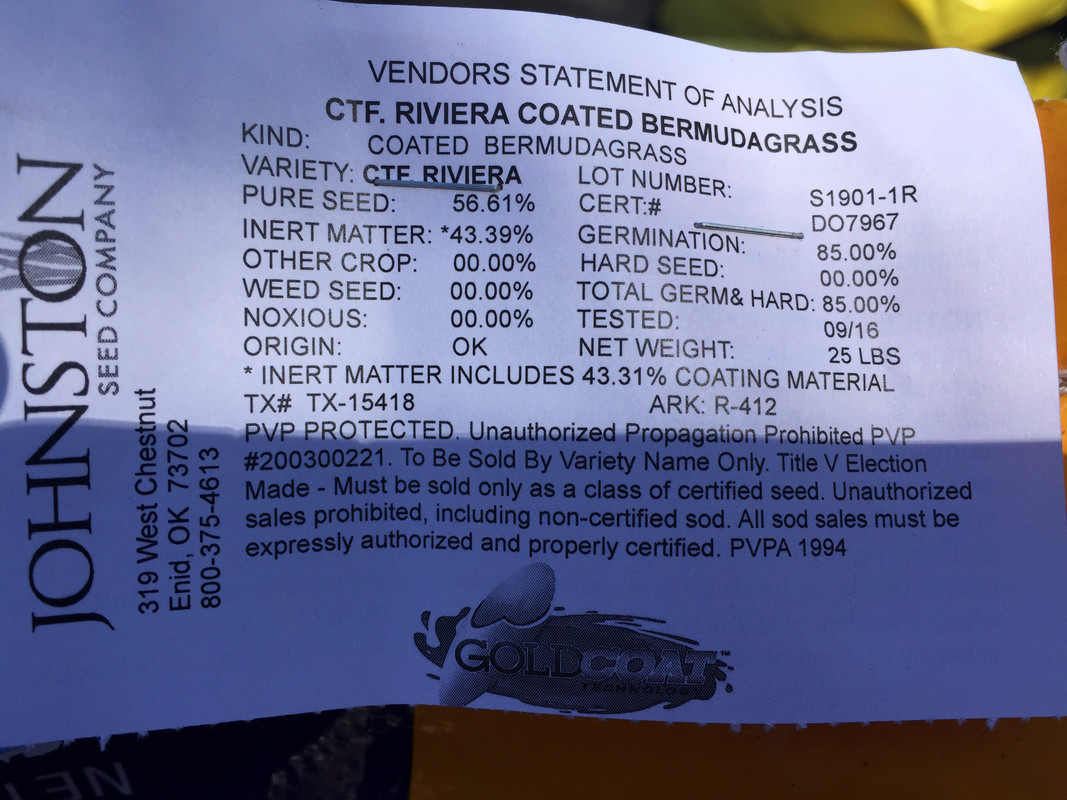 VENDORS STATEMENT OF ANALYSIS
CTF. RIVIERA COATED BERMUDAGRASS
KIND: COATED BERMUDAGRASS
VARIETY: CTF. RIVIERA LOT NUMBER: S1901-1R
PURE SEED: 56.61% CERT:# DO7967
INERT MATTER: *43.39% GERMINATION: 85.00%
OTHER CROP: 00.00% HARD SEED: 00.00%
WEED SEED: 00.00% TOTAL GERM& HARD: 85.00%
NOXIOUS: 00.00% TESTED: 09/16
ORIGIN: OK NET WEIGHT: 25 LBS
* INERT MATTER INCLUDES 43.31% COATING MATERIAL
TX# TX-15418 ARK: R-412
PVP PROTECTED. Unauthorized Propagation Prohibited PVP
#200300221. To Be Sold By Variety Name Only. Title V Election
Made - Must be sold only as a class of certified seed. Unauthorized
sales prohibited, including non-certified sod. All sod sales must be
expressly authorized and properly certified. PVPA 1994
JOHNSTON
SEED COMPANY
319 West Chestnut
Enid, OK 73702
800-375-4613
GOLDCOAT™
TECHNOLOGY